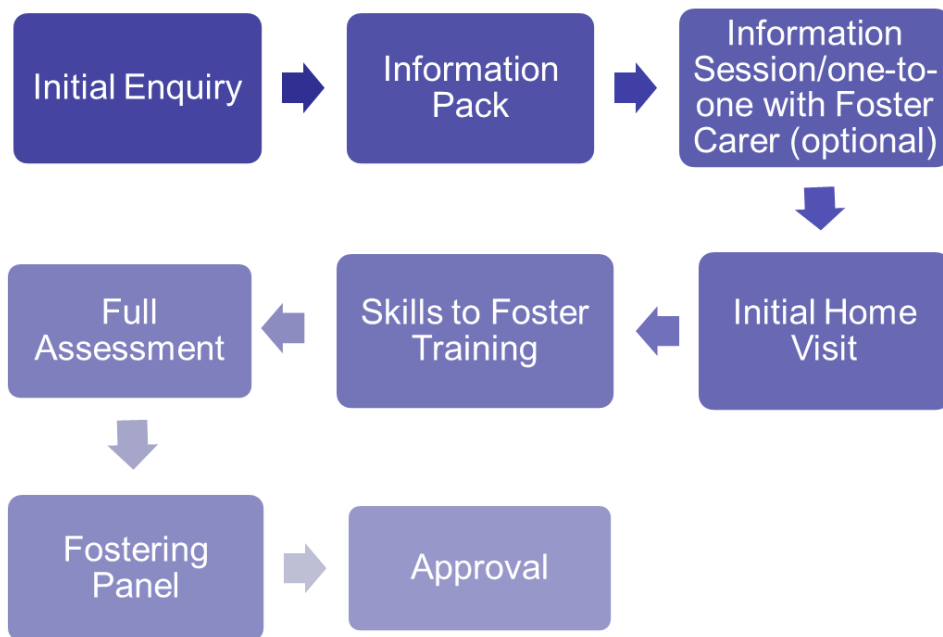 Initial Enquiry
Information
Pack
Information
Session/one-to-
one with Foster
Carer (optional)
Initial Home
Visit
Skills to Foster
Training
Full
Assessment
Fostering
Panel
Approval